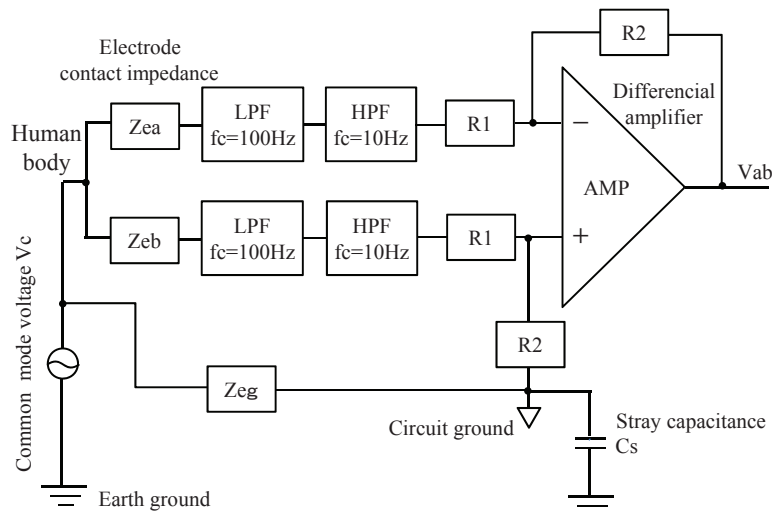 Electrode
contact impedance
Human
body
Zea
LPF
fc=100Hz
HPF
fc=10Hz
R1
R2
Differencial
amplifier
−
AMP
+
Vab
Zeb
LPF
fc=100Hz
HPF
fc=10Hz
R1
R2
Common mode voltage Vc
Zeg
Circuit ground
Stray capacitance
Cs
Earth ground